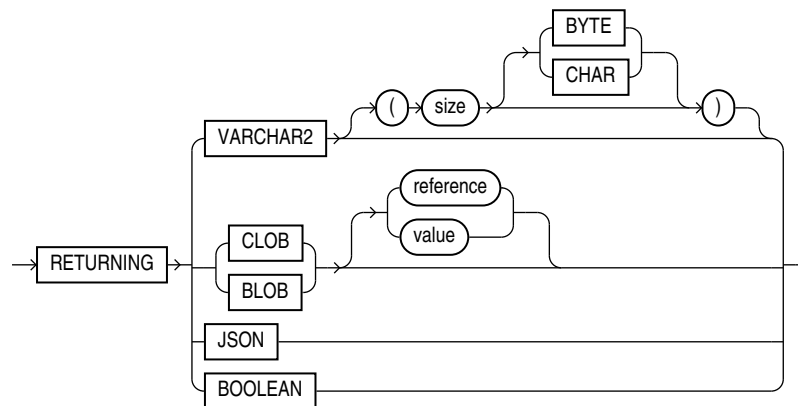 BYTE
CHAR
( size )
VARCHAR2
reference
value
CLOB
RETURNING
BLOB
JSON
BOOLEAN